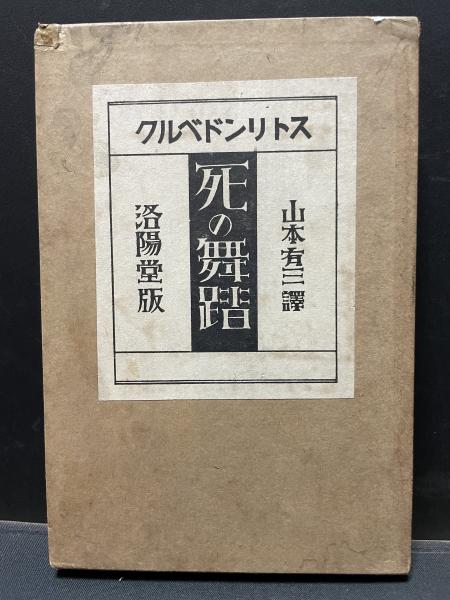 ストリンドベルク
山本有三譯
死の舞踏
洛陽堂版